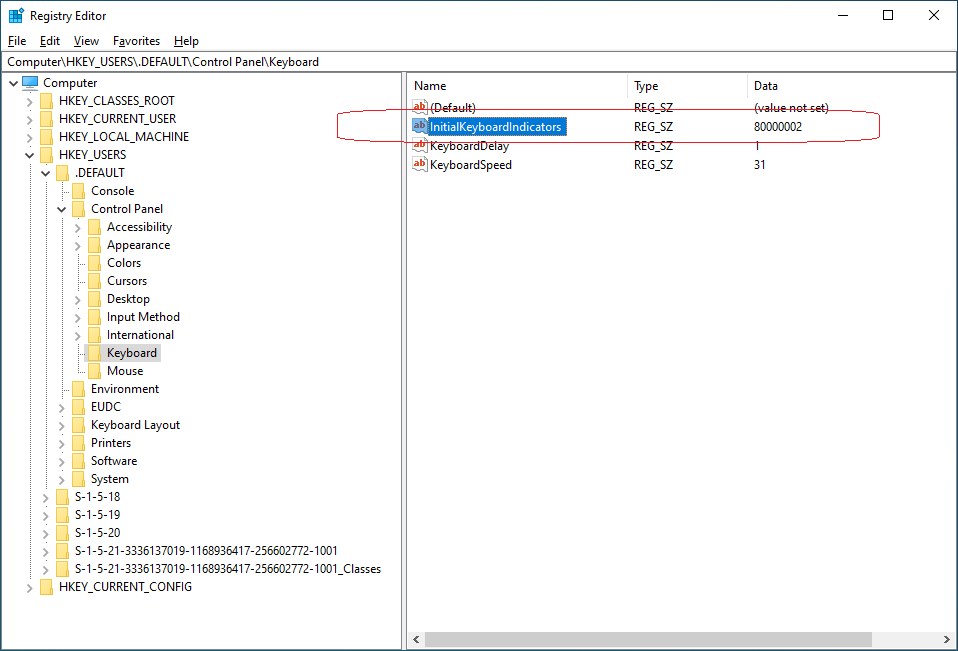 Registry Editor
File Edit View Favorites Help
Computer\HKEY_USERS\.DEFAULT\Control Panel\Keyboard
Computer
HKEY_CLASSES_ROOT
HKEY_CURRENT_USER
HKEY_LOCAL_MACHINE
HKEY_USERS
.DEFAULT
Console
Control Panel
Accessibility
Appearance
Colors
Cursors
Desktop
Input Method
International
Keyboard
Mouse
Environment
EUDC
Keyboard Layout
Printers
Software
System
S-1-5-18
S-1-5-19
S-1-5-20
S-1-5-21-3336137019-1168936417-256602772-1001
S-1-5-21-3336137019-1168936417-256602772-1001_Classes
HKEY_CURRENT_CONFIG
Name Type Data
ab (Default) REG_SZ (value not set)
ab InitialKeyboardIndicators REG_SZ 80000002
ab KeyboardDelay REG_SZ 1
ab KeyboardSpeed REG_SZ 31